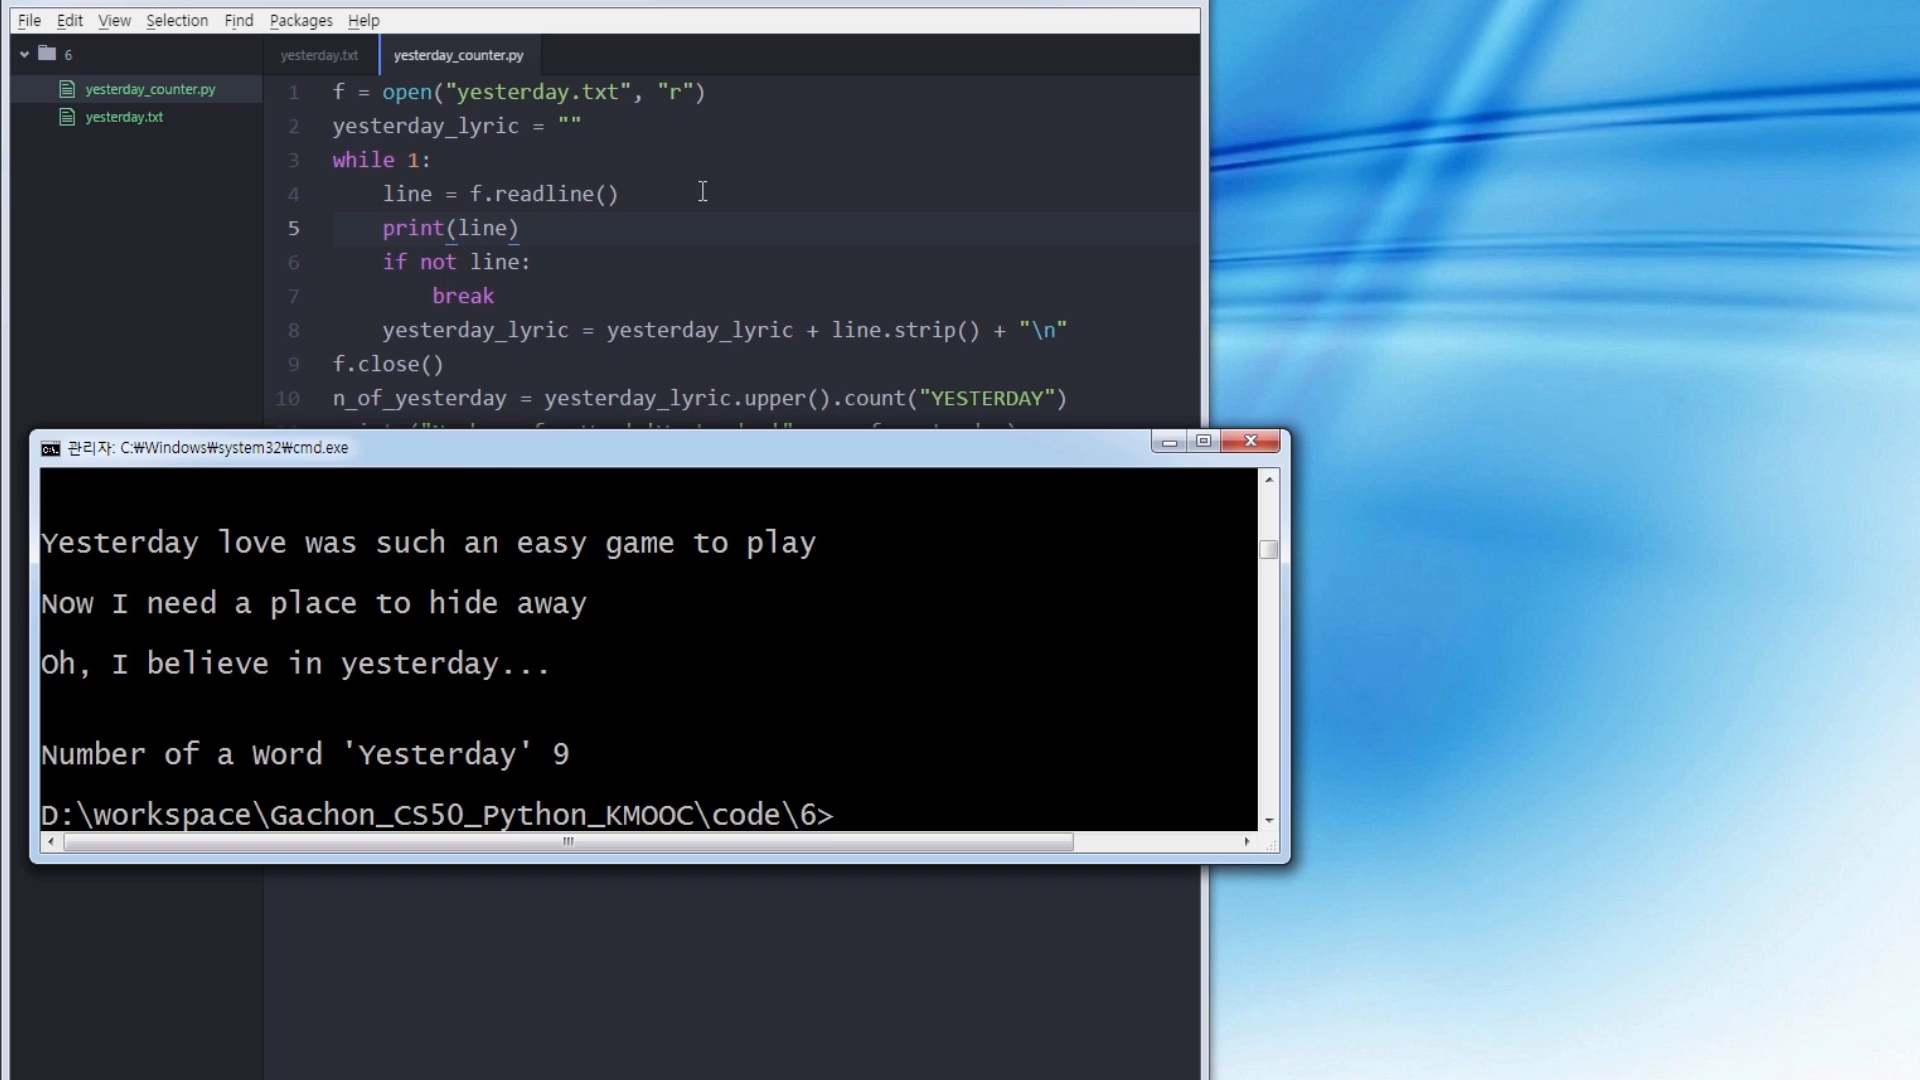 File Edit View Selection Find Packages Help
6
yesterday_counter.py
yesterday.txt
yesterday.txt yesterday_counter.py
1 f = open("yesterday.txt", "r")
2 yesterday_lyric = ""
3 while 1:
4 line = f.readline()
5 print(line)
6 if not line:
7 break
8 yesterday_lyric = yesterday_lyric + line.strip() + "\n"
9 f.close()
10 n_of_yesterday = yesterday_lyric.upper().count("YESTERDAY")
관리자: C:₩Windows₩system32₩cmd.exe
Yesterday love was such an easy game to play
Now I need a place to hide away
Oh, I believe in yesterday...
Number of a Word 'Yesterday' 9
D:\workspace\Gachon_CS50_Python_KMOOC\code\6>